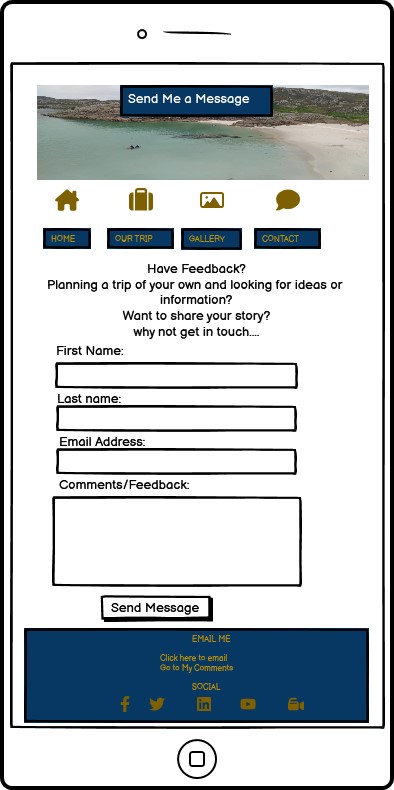 Send Me a Message
HOME
OUR TRIP
GALLERY
CONTACT
Have Feedback?
Planning a trip of your own and looking for ideas or
information?
Want to share your story?
why not get in touch....
First Name:
Last name:
Email Address:
Comments/Feedback:
Send Message
EMAIL ME
Click here to email
Go to My Comments
SOCIAL